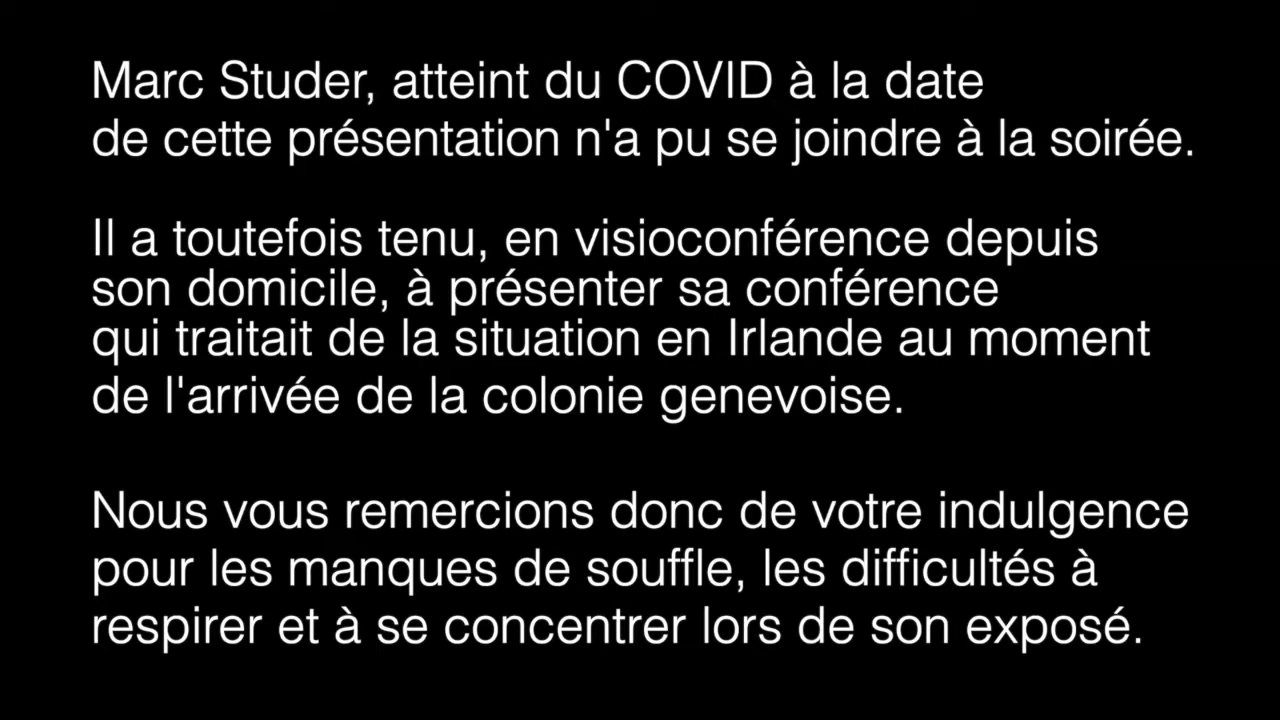 Marc Studer, atteint du COVID à la date
de cette présentation n'a pu se joindre à la soirée.
Il a toutefois tenu, en visioconférence depuis
son domicile, à présenter sa conférence
qui traitait de la situation en Irlande au moment
de l'arrivée de la colonie genevoise.
Nous vous remercions donc de votre indulgence
pour les manques de souffle, les difficultés à
respirer et à se concentrer lors de son exposé.